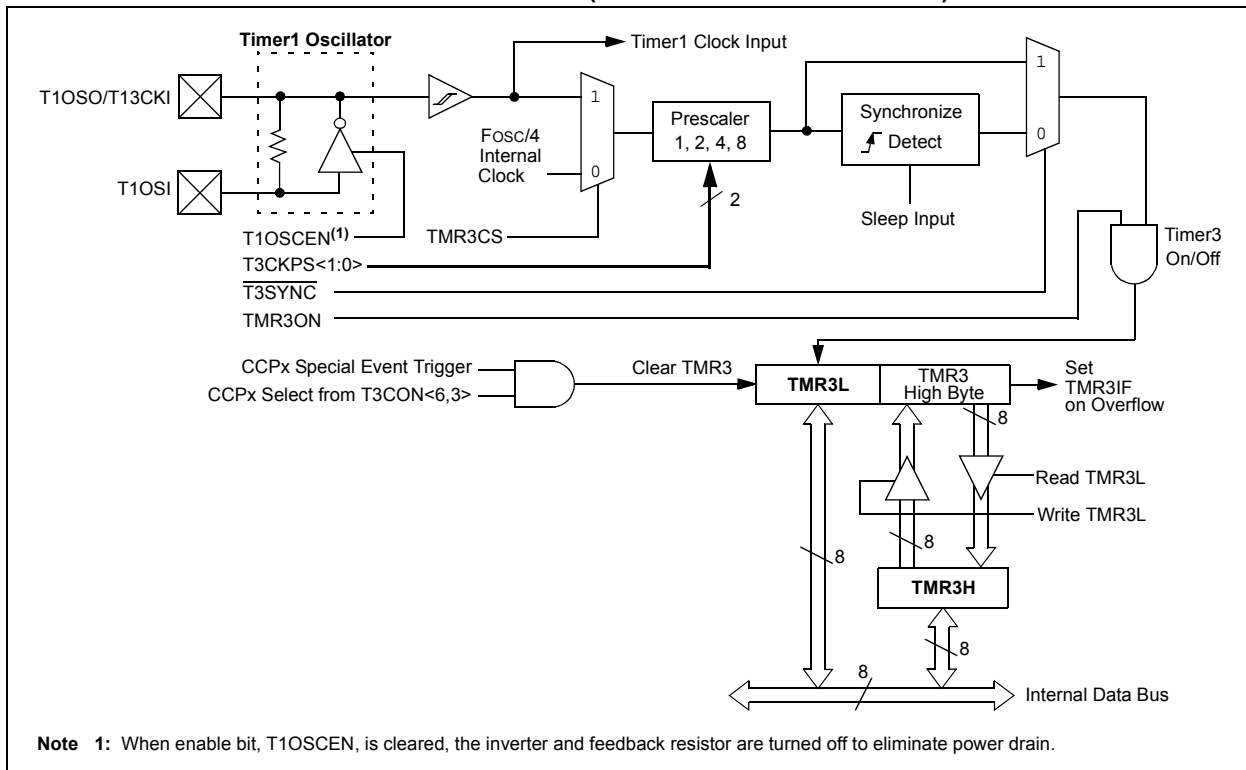 Timer1 Oscillator
Timer1 Clock Input
T1OSO/T13CKI
1
1
FOSC/4
Internal
Clock
0
Prescaler
1, 2, 4, 8
Synchronize
Detect
0
T1OSI
2
Sleep Input
T1OSCEN(1)
TMR3CS
Timer3
On/Off
T3CKPS<1:0>
T3SYNC
TMR3ON
CCPx Special Event Trigger
CCPx Select from T3CON<6,3>
Clear TMR3
TMR3L
TMR3
High Byte
Set
TMR3IF
on Overflow
8
Read TMR3L
Write TMR3L
8
8
TMR3H
8
8
Internal Data Bus
Note 1: When enable bit, T1OSCEN, is cleared, the inverter and feedback resistor are turned off to eliminate power drain.